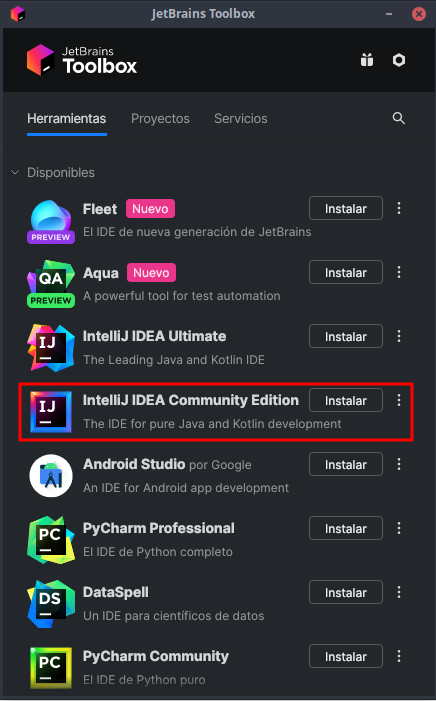 JetBrains Toolbox
JetBrains
Toolbox
Herramientas Proyectos Servicios
Disponibles
Fleet Nuevo Instalar
El IDE de nueva generación de JetBrains
PREVIEW
Aqua Nuevo Instalar
QA
A powerful tool for test automation
PREVIEW
IntelliJ IDEA Ultimate Instalar
IJ
The Leading Java and Kotlin IDE
IntelliJ IDEA Community Edition Instalar
IJ
The IDE for pure Java and Kotlin development
Android Studio por Google Instalar
An IDE for Android app development
PyCharm Professional Instalar
PC
El IDE de Python completo
DataSpell Instalar
DS
Un IDE para científicos de datos
PyCharm Community Instalar
PC
El IDE de Python puro